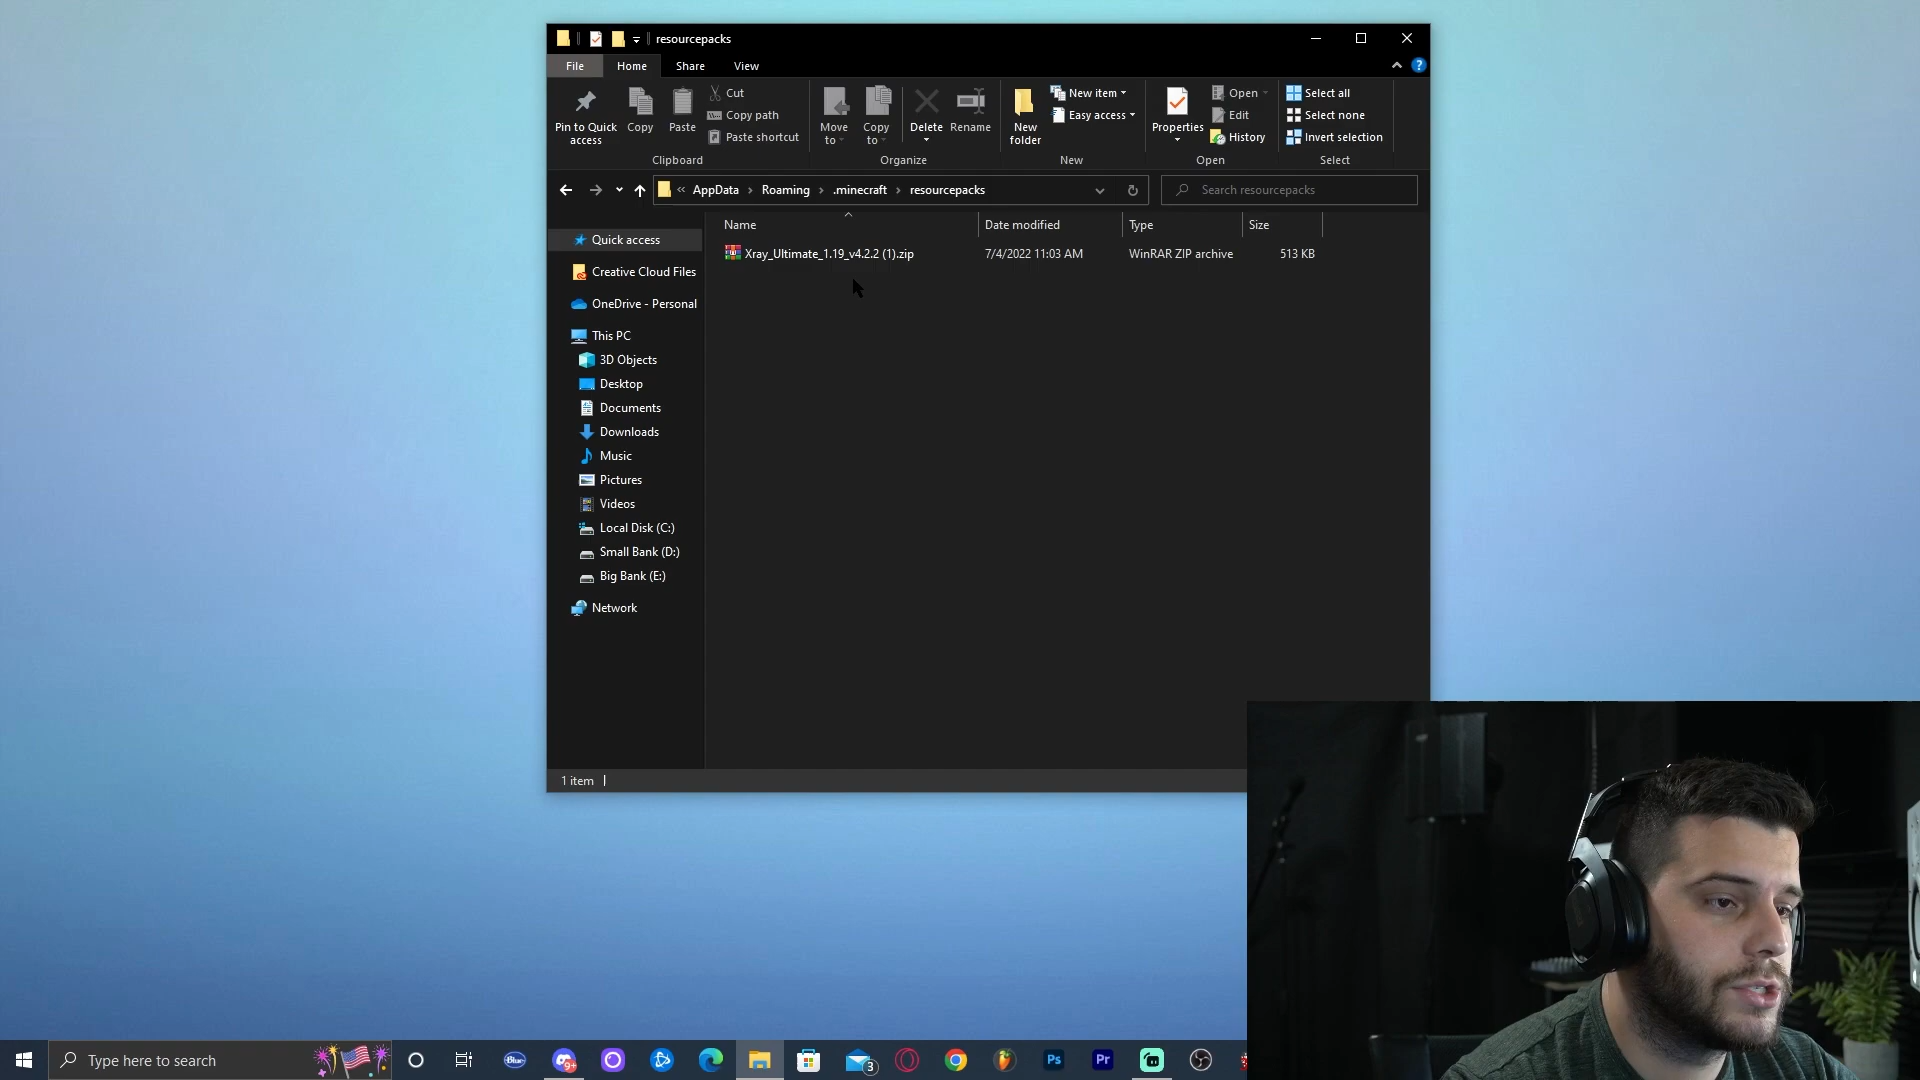 resourcepacks
File Home Share View
Pin to Quick access
Copy
Paste
Cut
Copy path
Paste shortcut
Clipboard
Move to
Copy to
Delete
Rename
Organize
New folder
New item
Easy access
New
Properties
Open
Edit
History
Open
Select all
Select none
Invert selection
Select
« AppData > Roaming > .minecraft > resourcepacks
Search resourcepacks
Name Date modified Type Size
Xray_Ultimate_1.19_v4.2.2 (1).zip 7/4/2022 11:03 AM WinRAR ZIP archive 513 KB
Quick access
Creative Cloud Files
OneDrive - Personal
This PC
3D Objects
Desktop
Documents
Downloads
Music
Pictures
Videos
Local Disk (C:)
Small Bank (D:)
Big Bank (E:)
Network
1 item
Type here to search
Blue
9+
3
Ps
Pr